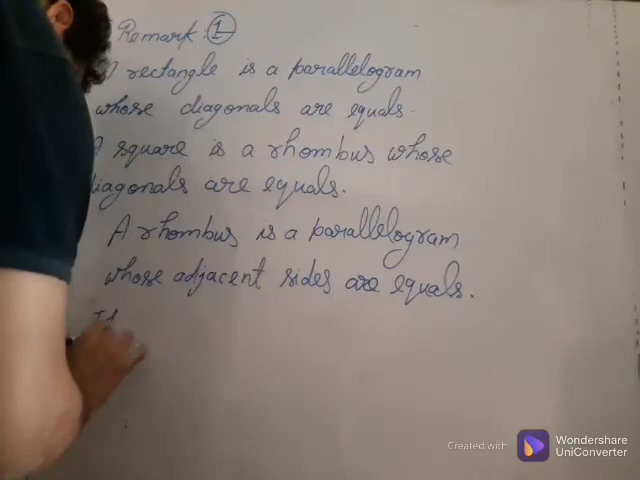 Remark: 1
A rectangle is a parallelogram
whose diagonals are equals.
A square is a rhombus whose
diagonals are equals.
A rhombus is a parallelogram
whose adjacent sides are equals.
Created with Wondershare
UniConverter